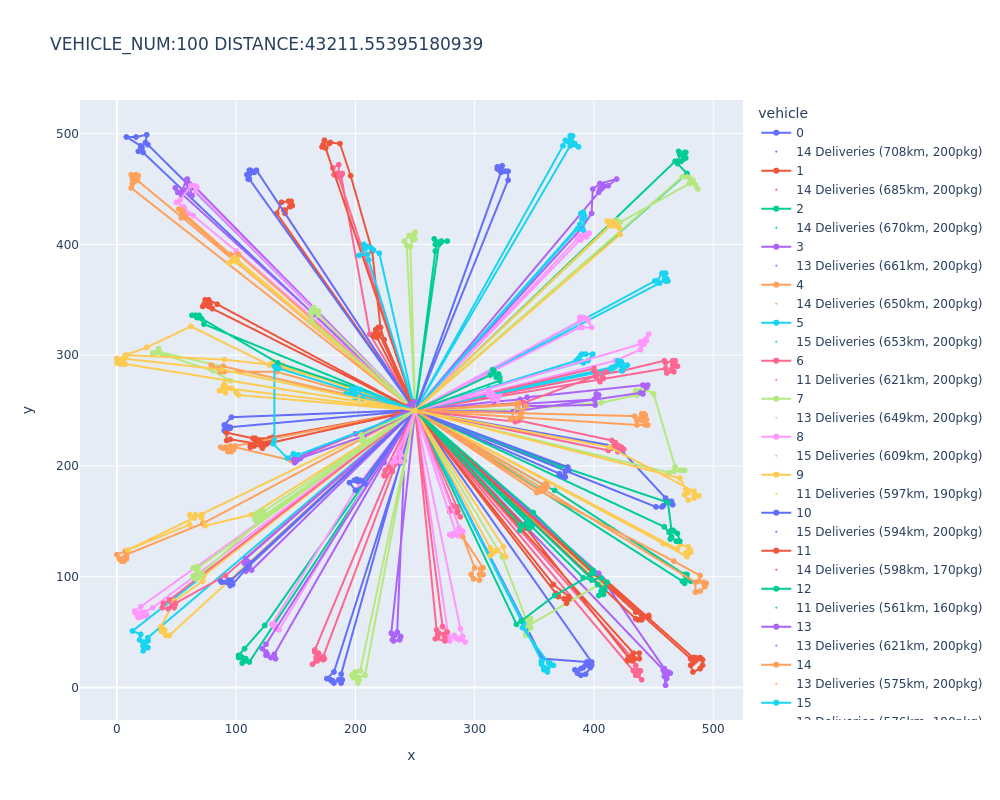 VEHICLE_NUM:100 DISTANCE:43211.55395180939
vehicle
0
14 Deliveries (708km, 200pkg)
1
14 Deliveries (685km, 200pkg)
2
14 Deliveries (670km, 200pkg)
3
13 Deliveries (661km, 200pkg)
4
14 Deliveries (650km, 200pkg)
5
15 Deliveries (653km, 200pkg)
6
11 Deliveries (621km, 200pkg)
7
13 Deliveries (649km, 200pkg)
8
15 Deliveries (609km, 200pkg)
9
11 Deliveries (597km, 190pkg)
10
15 Deliveries (594km, 200pkg)
11
14 Deliveries (598km, 170pkg)
12
11 Deliveries (561km, 160pkg)
13
13 Deliveries (621km, 200pkg)
14
13 Deliveries (575km, 200pkg)
15
500
400
300
200
100
0
y
0 100 200 300 400 500
x